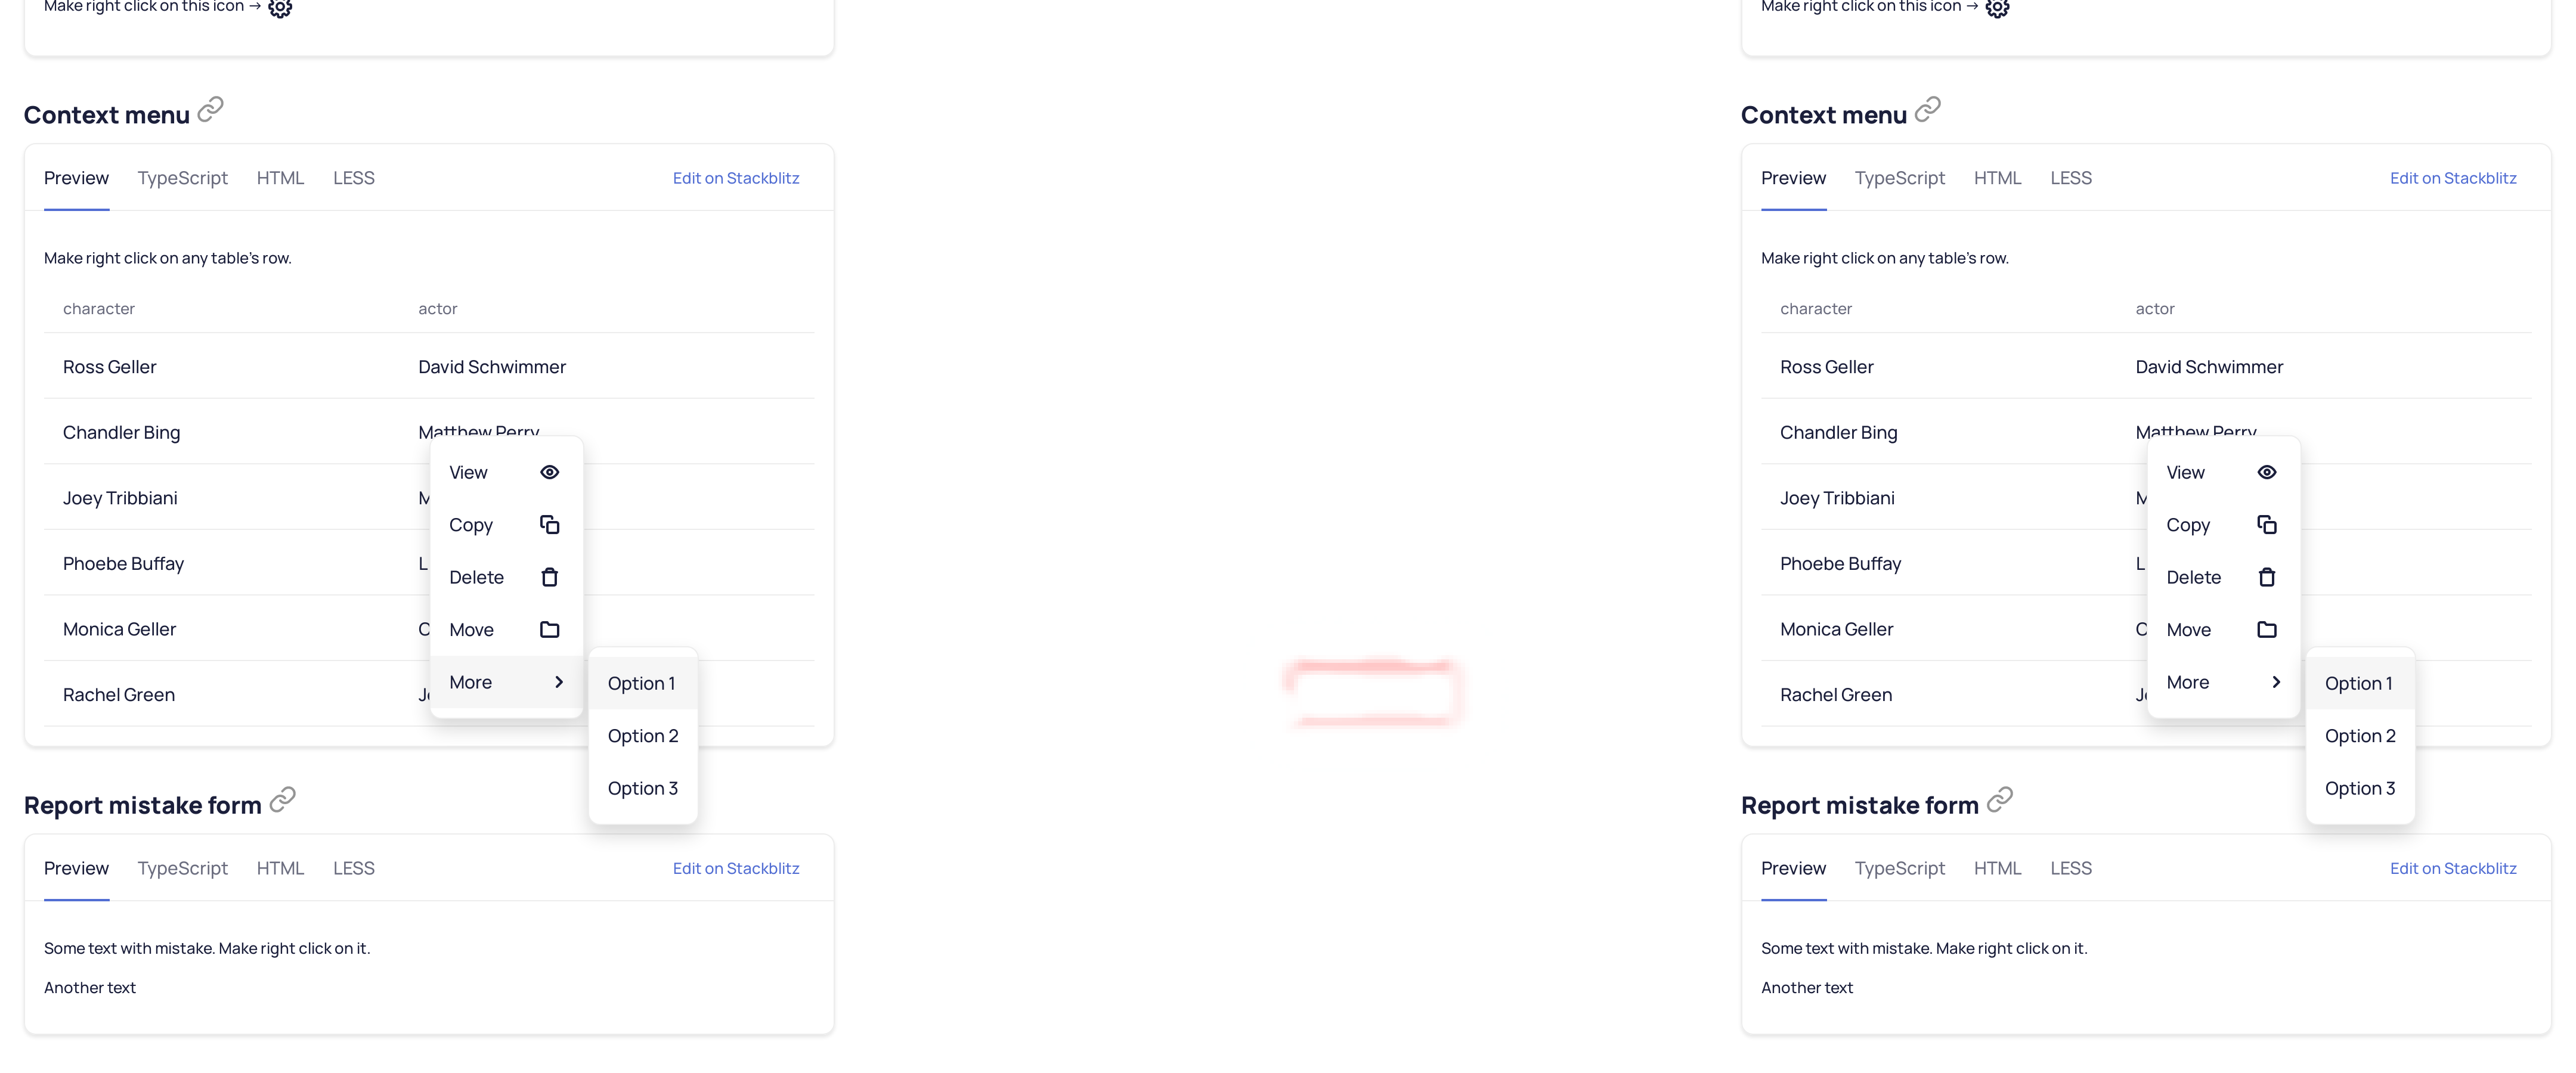 Make right click on this icon →
Context menu
Preview TypeScript HTML LESS Edit on Stackblitz
Make right click on any table's row.
character actor
Ross Geller David Schwimmer
Chandler Bing Matthew Perry
View
Joey Tribbiani M
Copy
Phoebe Buffay L
Delete
Monica Geller C
Move
Rachel Green Je
More
Option 1
Option 2
Option 3
Report mistake form
Preview TypeScript HTML LESS Edit on Stackblitz
Some text with mistake. Make right click on it.
Another text
Make right click on this icon →
Context menu
Preview TypeScript HTML LESS Edit on Stackblitz
Make right click on any table's row.
character actor
Ross Geller David Schwimmer
Chandler Bing Matthew Perry
View
Joey Tribbiani M
Copy
Phoebe Buffay L
Delete
Monica Geller C
Move
Rachel Green Je
More
Option 1
Option 2
Option 3
Report mistake form
Preview TypeScript HTML LESS Edit on Stackblitz
Some text with mistake. Make right click on it.
Another text